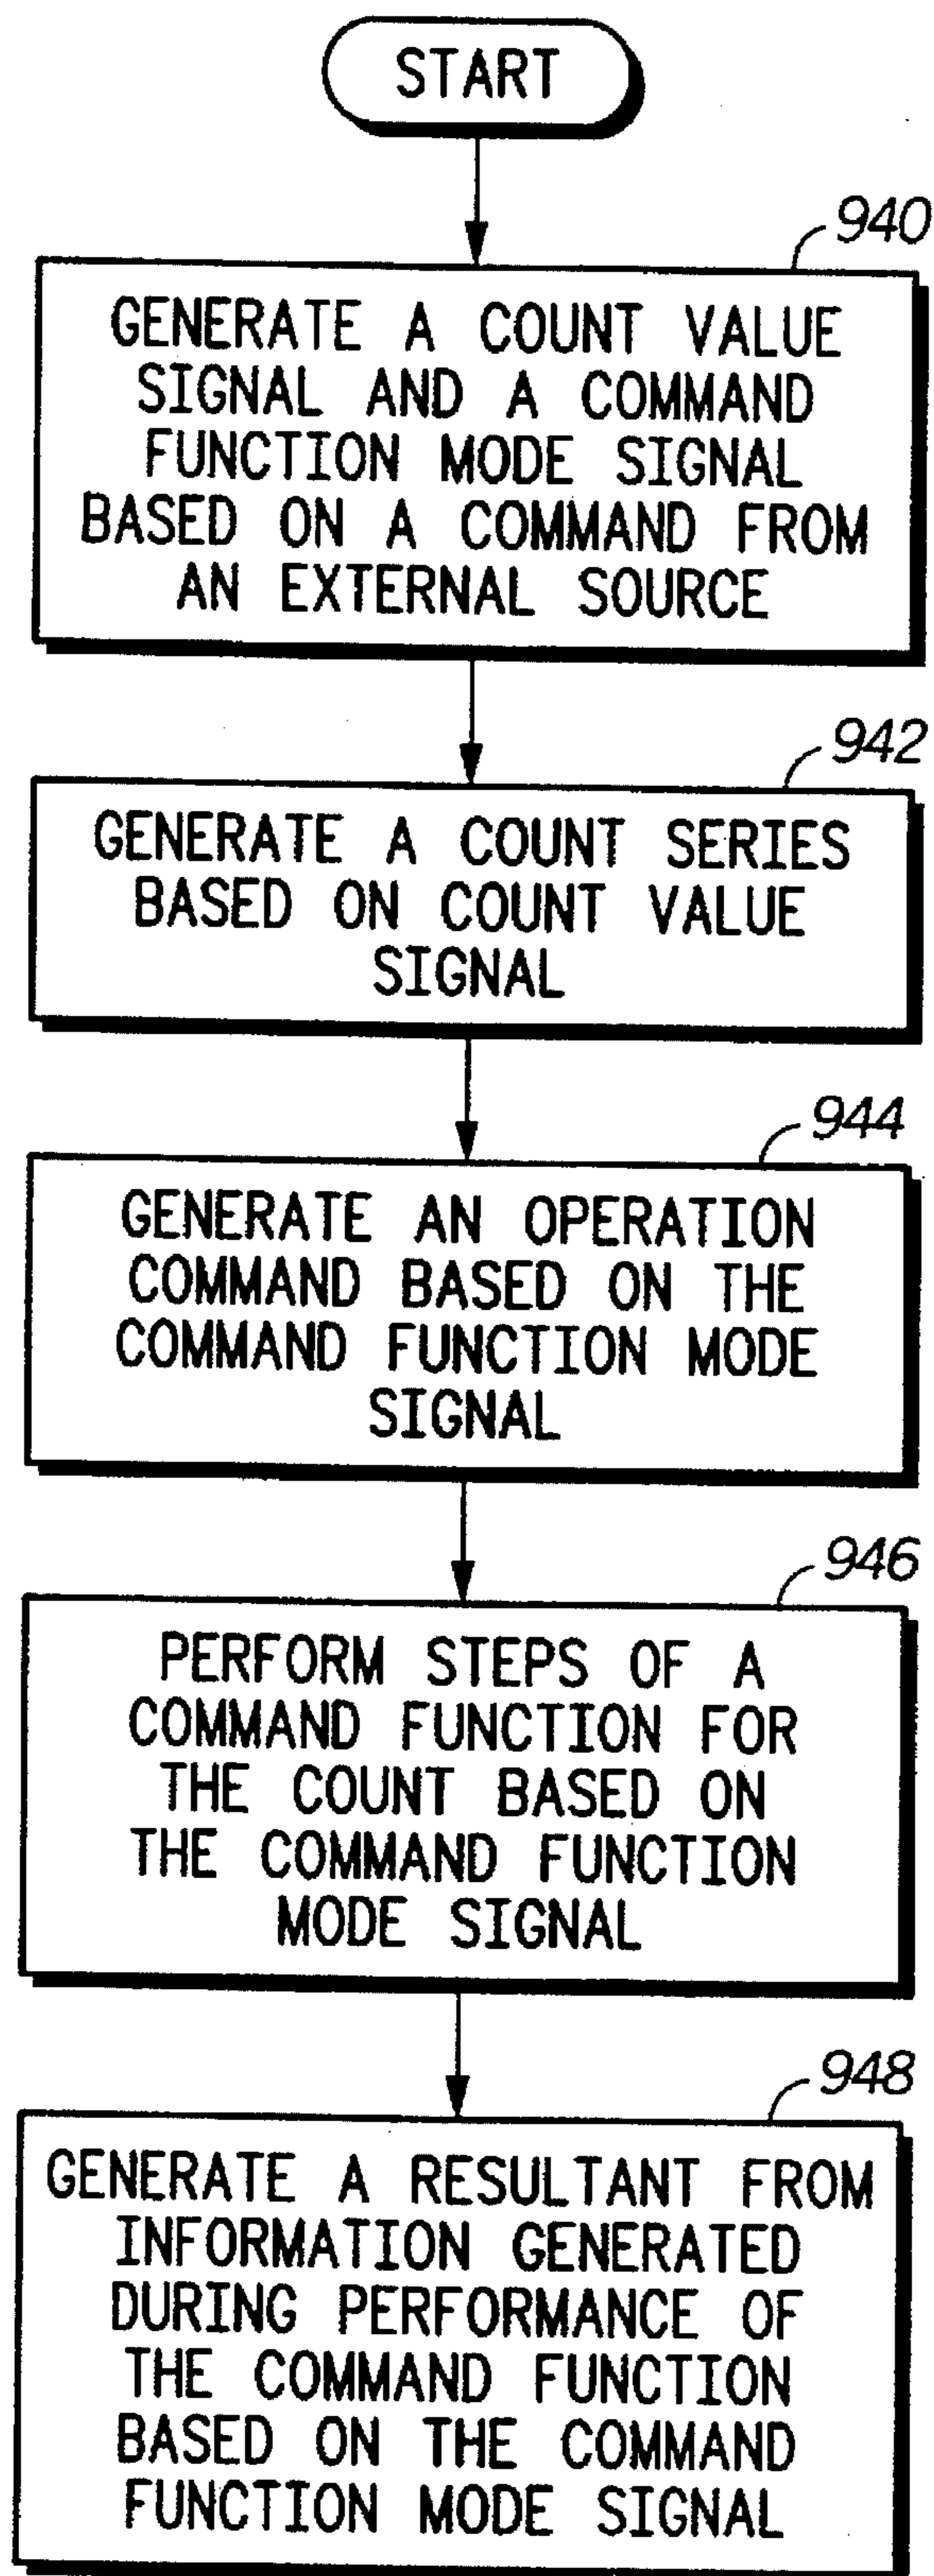 START
940
GENERATE A COUNT VALUE
SIGNAL AND A COMMAND
FUNCTION MODE SIGNAL
BASED ON A COMMAND FROM
AN EXTERNAL SOURCE
942
GENERATE A COUNT SERIES
BASED ON COUNT VALUE
SIGNAL
944
GENERATE AN OPERATION
COMMAND BASED ON THE
COMMAND FUNCTION MODE
SIGNAL
946
PERFORM STEPS OF A
COMMAND FUNCTION FOR
THE COUNT BASED ON
THE COMMAND FUNCTION
MODE SIGNAL
948
GENERATE A RESULTANT FROM
INFORMATION GENERATED
DURING PERFORMANCE OF
THE COMMAND FUNCTION
BASED ON THE COMMAND
FUNCTION MODE SIGNAL